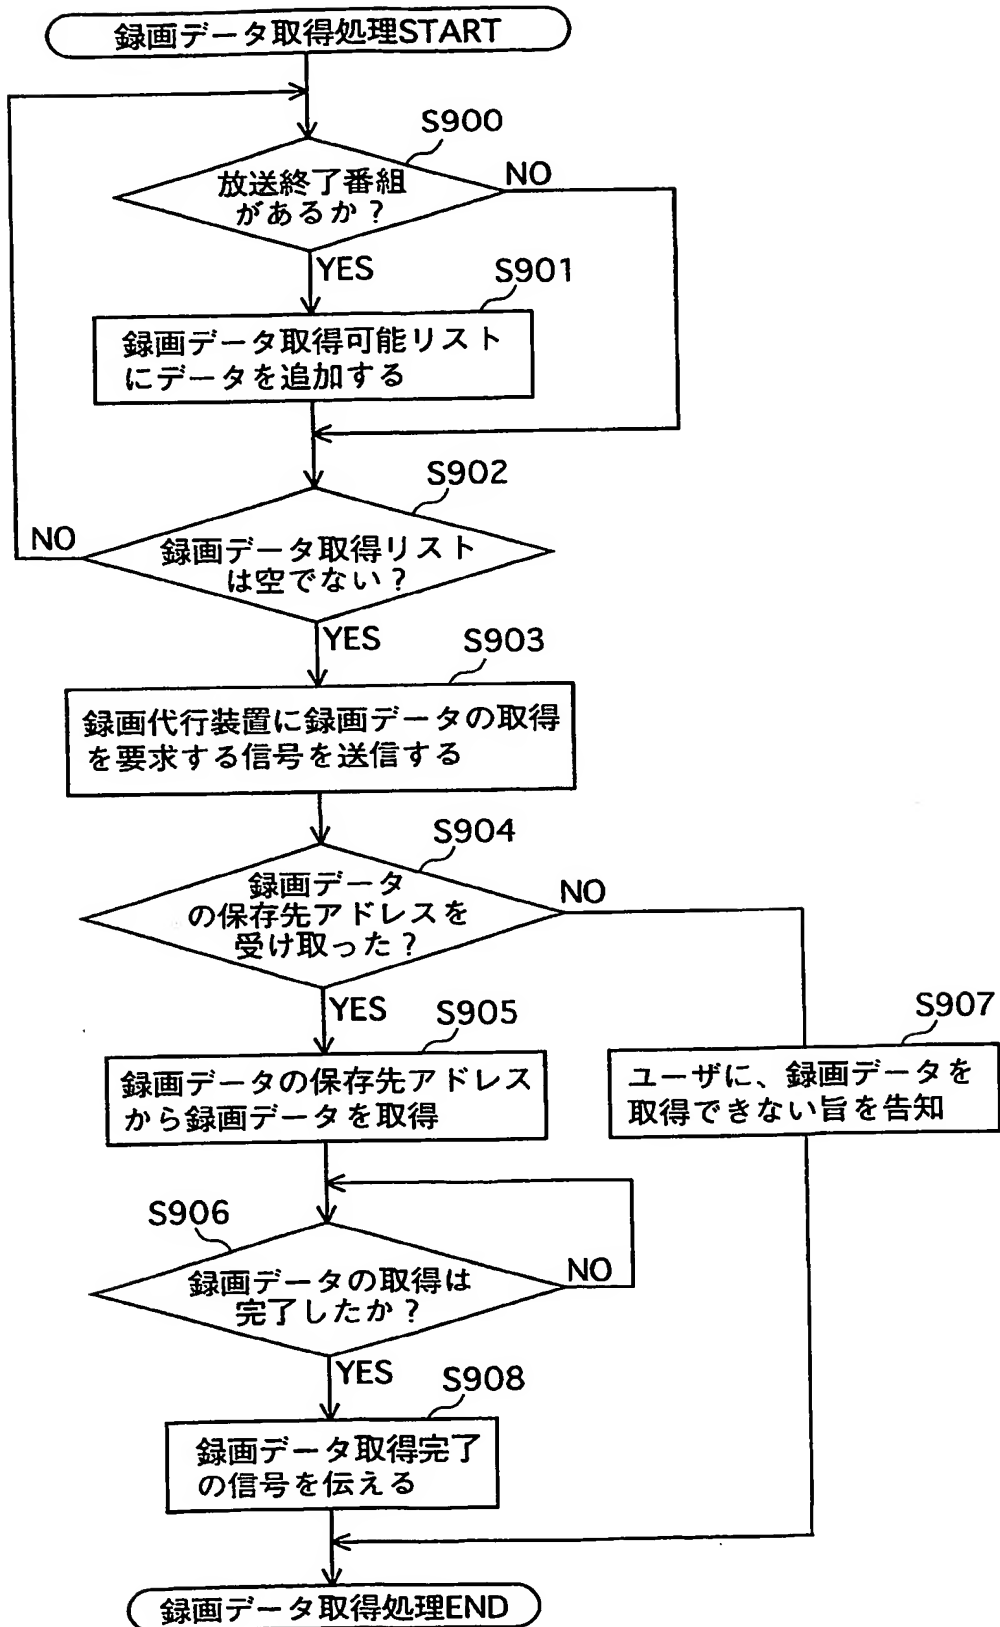 録画データ取得処理START
S900
放送終了番組
があるか?
NO
YES
S901
録画データ取得可能リスト
にデータを追加する
S902
NO
録画データ取得リスト
は空でない?
YES
S903
録画代行装置に録画データの取得
を要求する信号を送信する
S904
録画データ
の保存先アドレスを
受け取った?
NO
YES
S905
録画データの保存先アドレス
から録画データを取得
S907
ユーザに、録画データを
取得できない旨を告知
S906
録画データの取得は
完了したか?
NO
YES
S908
録画データ取得完了
の信号を伝える
録画データ取得処理END